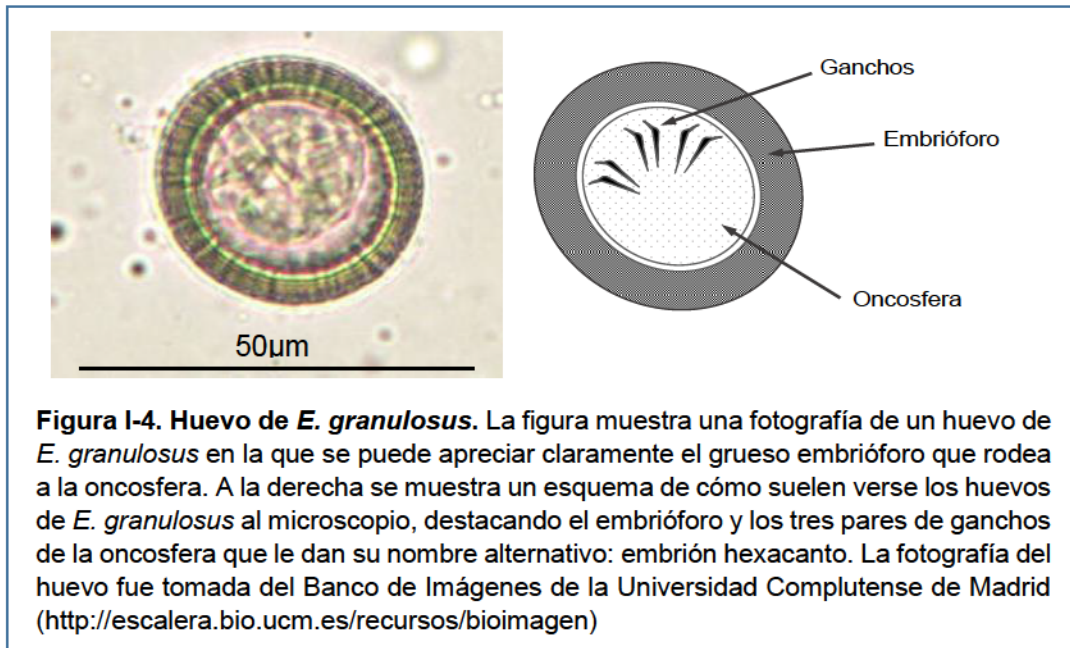 Ganchos
Embrióforo
Oncosfera
50µm
Figura I-4. Huevo de E. granulosus. La figura muestra una fotografía de un huevo de
E. granulosus en la que se puede apreciar claramente el grueso embrióforo que rodea
a la oncosfera. A la derecha se muestra un esquema de cómo suelen verse los huevos
de E. granulosus al microscopio, destacando el embrióforo y los tres pares de ganchos
de la oncosfera que le dan su nombre alternativo: embrión hexacanto. La fotografía del
huevo fue tomada del Banco de Imágenes de la Universidad Complutense de Madrid
(http://escalera.bio.ucm.es/recursos/bioimagen)